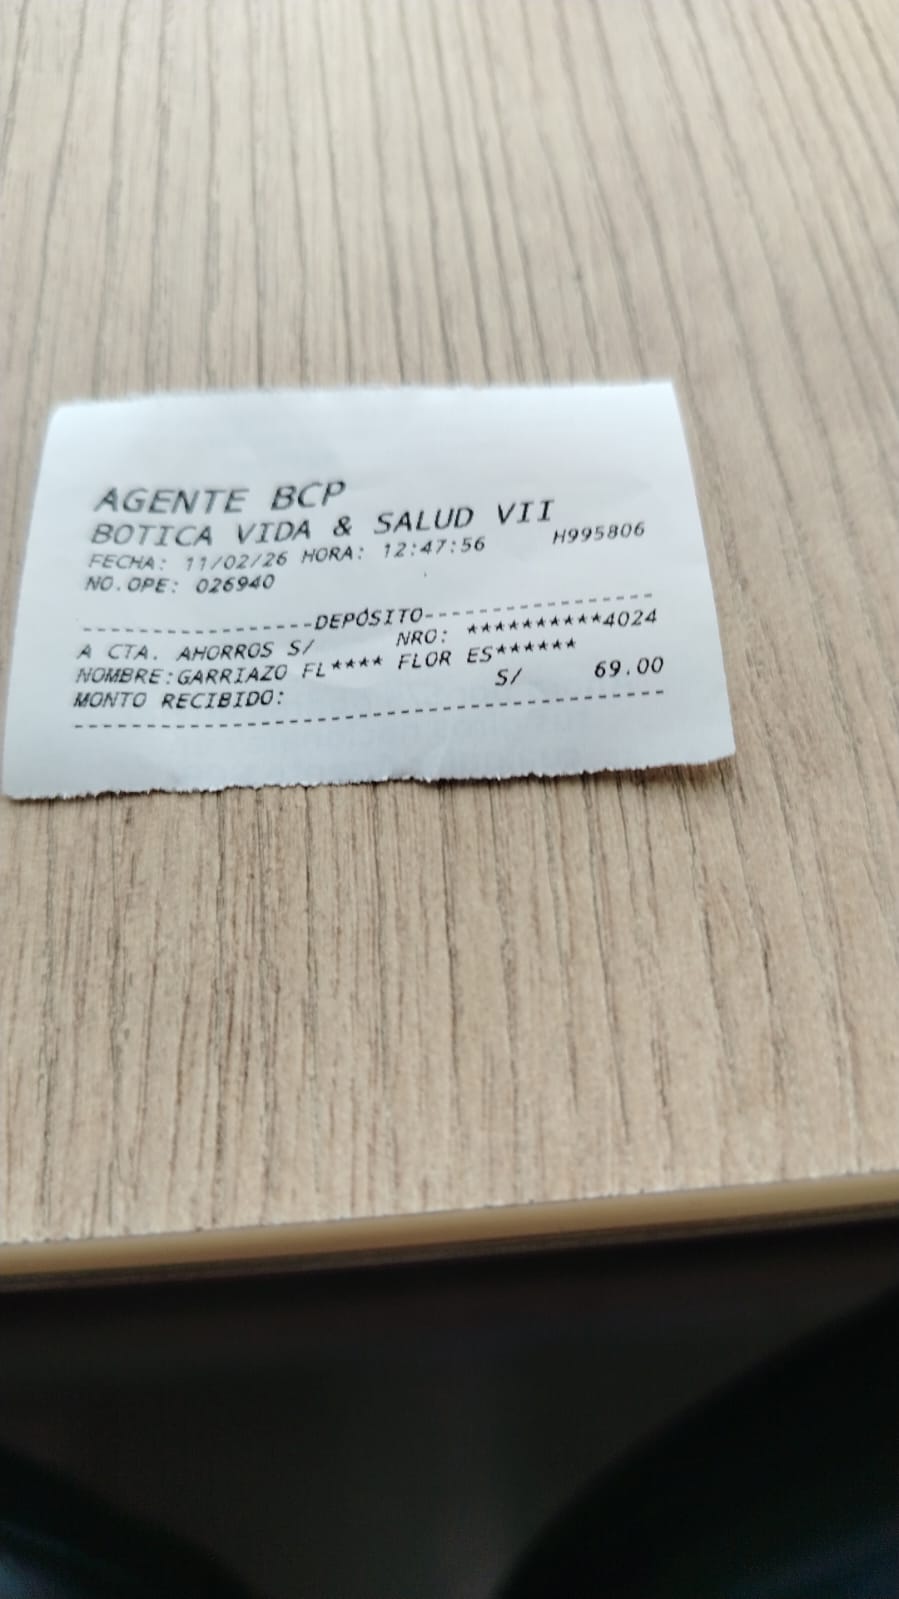 AGENTE BCP
BOTICA VIDA & SALUD VII
FECHA: 11/02/26 HORA: 12:47:56 H995806
NO.OPE: 026940
---------------DEPÓSITO---------------
A CTA. AHORROS S/ NRO: **********4024
NOMBRE:GARRIAZO FL**** FLOR ES******
MONTO RECIBIDO: S/ 69.00
--------------------------------------